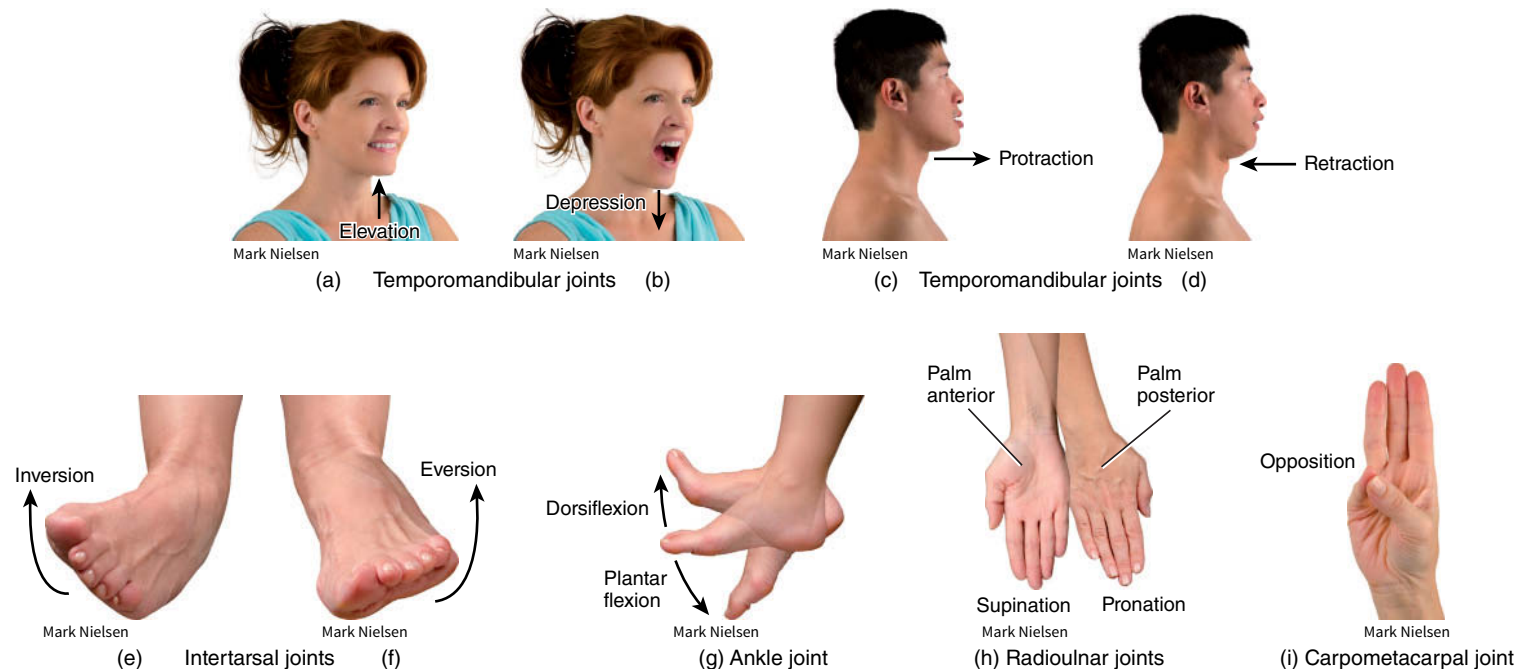 Elevation
Depression
Protraction
Retraction
Mark Nielsen
Mark Nielsen
Mark Nielsen
Mark Nielsen
(a) Temporomandibular joints (b)
(c) Temporomandibular joints (d)
Inversion
Eversion
Dorsiflexion
Plantar
flexion
Palm
anterior
Palm
posterior
Supination
Pronation
Opposition
Mark Nielsen
Mark Nielsen
Mark Nielsen
Mark Nielsen
Mark Nielsen
(e) Intertarsal joints (f)
(g) Ankle joint
(h) Radioulnar joints
(i) Carpometacarpal joint